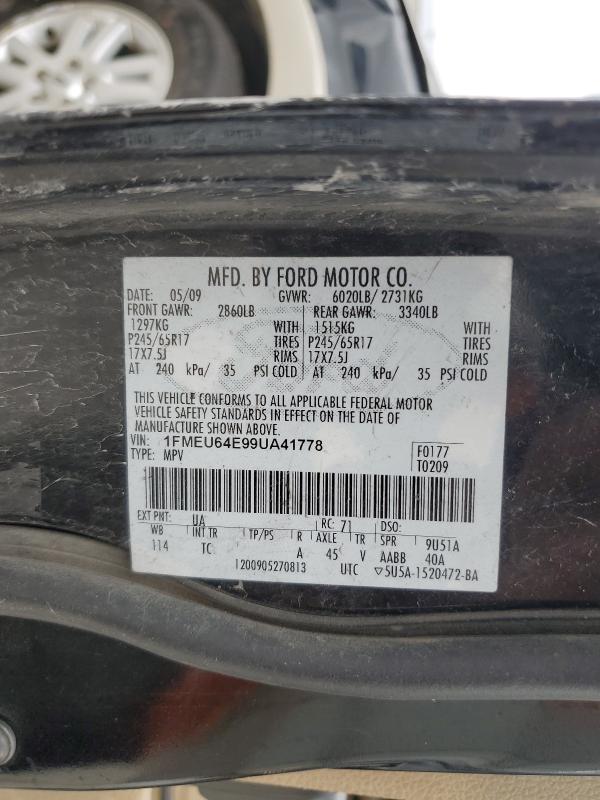 MFD. BY FORD MOTOR CO.
DATE: 05/09 GVWR: 6020LB/ 2731KG
FRONT GAWR: 2860LB REAR GAWR: 3340LB
1297KG WITH 1515KG WITH
P245/65R17 TIRES P245/65R17 TIRES
17X7.5J RIMS 17X7.5J RIMS
AT 240 kPa/ 35 PSI COLD AT 240 kPa/ 35 PSI COLD
THIS VEHICLE CONFORMS TO ALL APPLICABLE FEDERAL MOTOR
VEHICLE SAFETY STANDARDS IN EFFECT ON THE DATE OF
MANUFACTURE SHOWN ABOVE.
VIN: 1FMEU64E99UA41778 F0177
TYPE: MPV T0209
EXT PNT: UA RC: 71 DSO:
WB INT TR TP/PS R AXLE TR SPR 9U51A
114 TC A 45 V AABB 40A
1200905270813 UTC ▽5U5A-1520472-BA
Ford